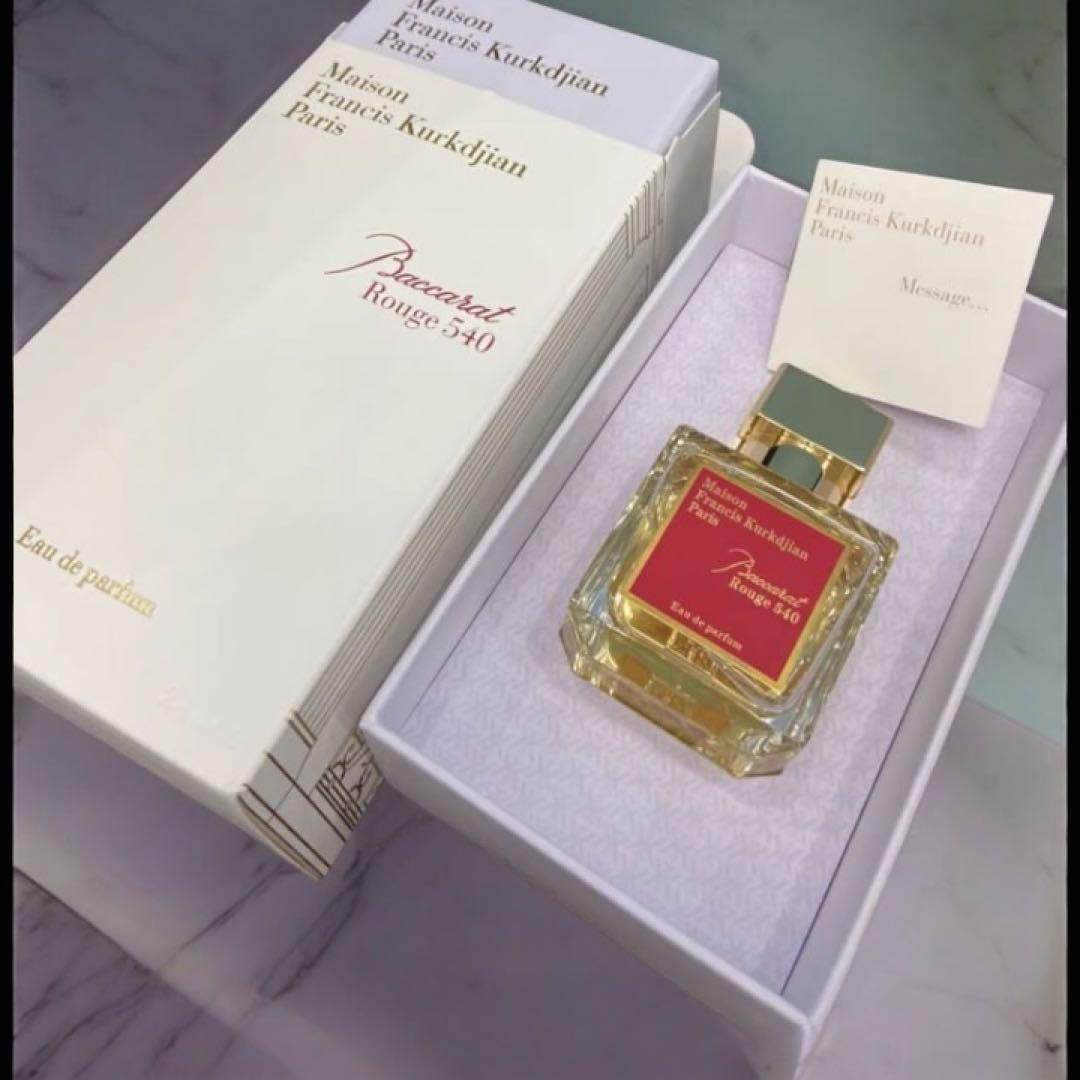 Maison
Francis Kurkdjian
Paris
Maison
Francis Kurkdjian
Paris
Baccarat
Rouge 540
Eau de parfum
Maison
Francis Kurkdjian
Paris
Message...
Maison
Francis Kurkdjian
Paris
Baccarat
Rouge 540
Eau de parfum